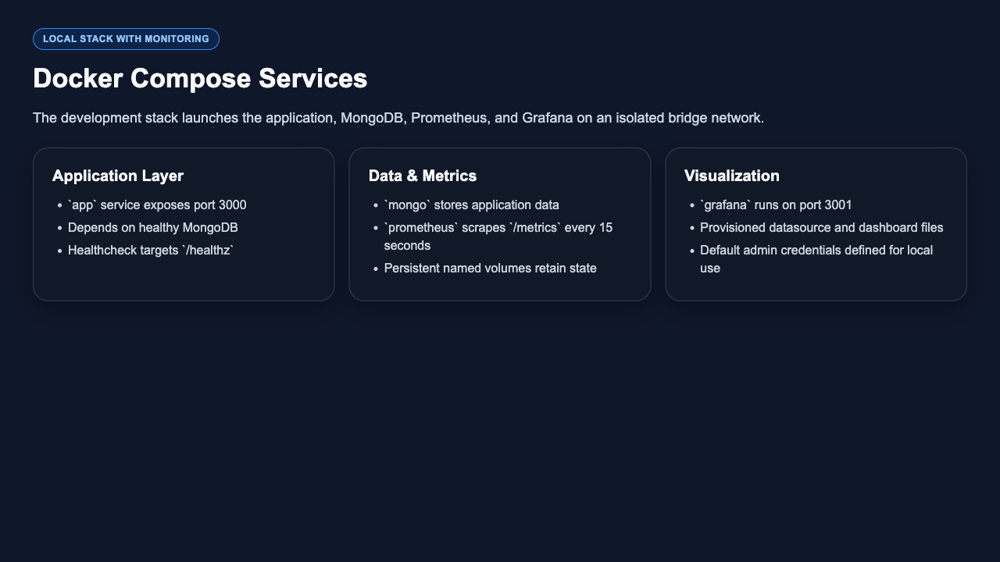 LOCAL STACK WITH MONITORING
Docker Compose Services
The development stack launches the application, MongoDB, Prometheus, and Grafana on an isolated bridge network.
Application Layer
• `app` service exposes port 3000
• Depends on healthy MongoDB
• Healthcheck targets `/healthz`
Data & Metrics
• `mongo` stores application data
• `prometheus` scrapes `/metrics` every 15
seconds
• Persistent named volumes retain state
Visualization
• `grafana` runs on port 3001
• Provisioned datasource and dashboard files
• Default admin credentials defined for local
use